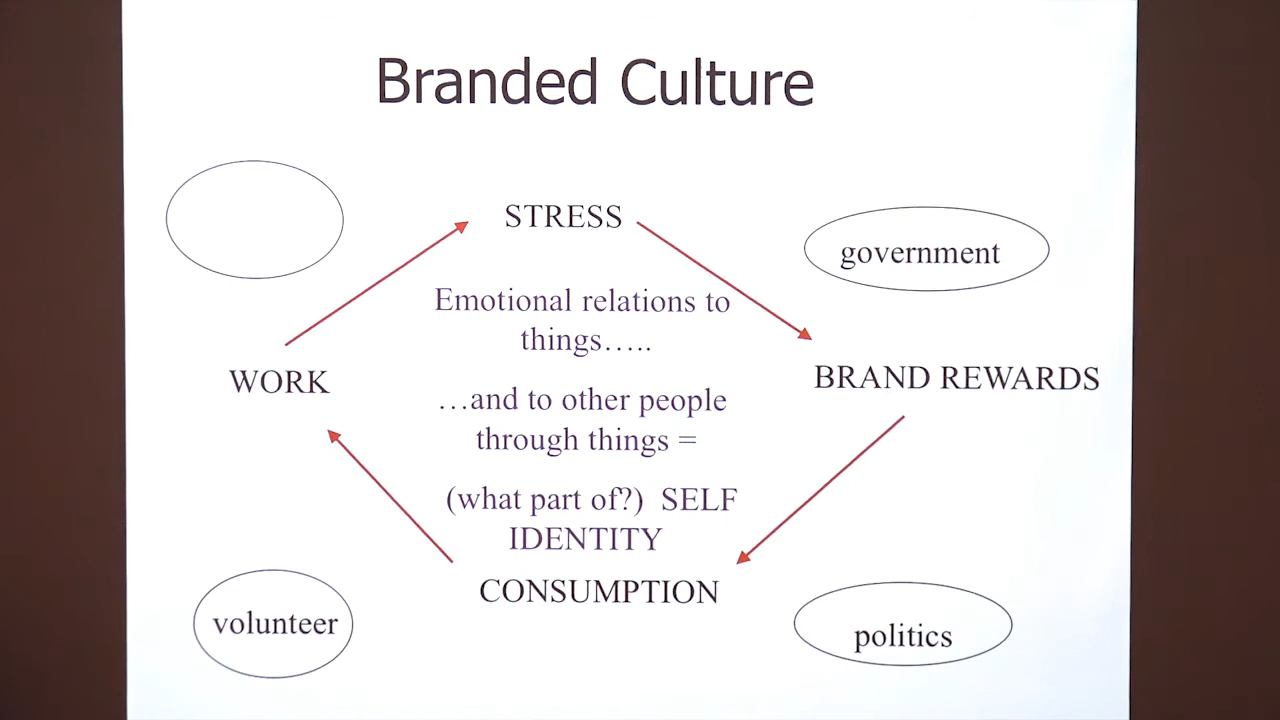 Branded Culture
STRESS
government
Emotional relations to
things.....
WORK
BRAND REWARDS
...and to other people
through things =
(what part of?) SELF
IDENTITY
CONSUMPTION
volunteer
politics